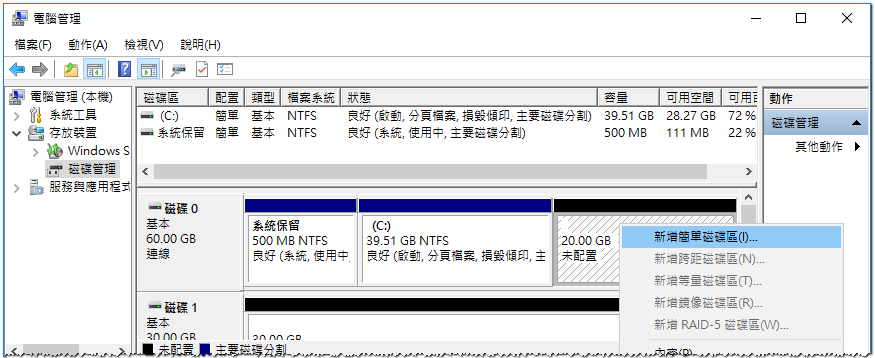 電腦管理
檔案(F) 動作(A) 檢視(V) 說明(H)
電腦管理 (本機)
系統工具
存放裝置
Windows S
磁碟管理
服務與應用程式
磁碟區 配置 類型 檔案系統 狀態 容量 可用空間 可用
(C:) 簡單 基本 NTFS 良好 (啟動, 分頁檔案, 損毀傾印, 主要磁碟分割) 39.51 GB 28.27 GB 72 %
系統保留 簡單 基本 NTFS 良好 (系統, 使用中, 主要磁碟分割) 500 MB 111 MB 22 %
動作
磁碟管理
其他動作
磁碟 0
基本
60.00 GB
連線
系統保留
500 MB NTFS
良好 (系統, 使用中,
(C:)
39.51 GB NTFS
良好 (啟動, 分頁檔案, 損毀傾印, 主
20.00 GB
未配置
新增簡單磁碟區(I)...
新增跨距磁碟區(N)...
新增等量磁碟區(T)...
新增鏡像磁碟區(R)...
新增 RAID-5 磁碟區(W)...
內容(P)
磁碟 1
基本
30.00 GB
30.00 GB
未配置 主要磁碟分割